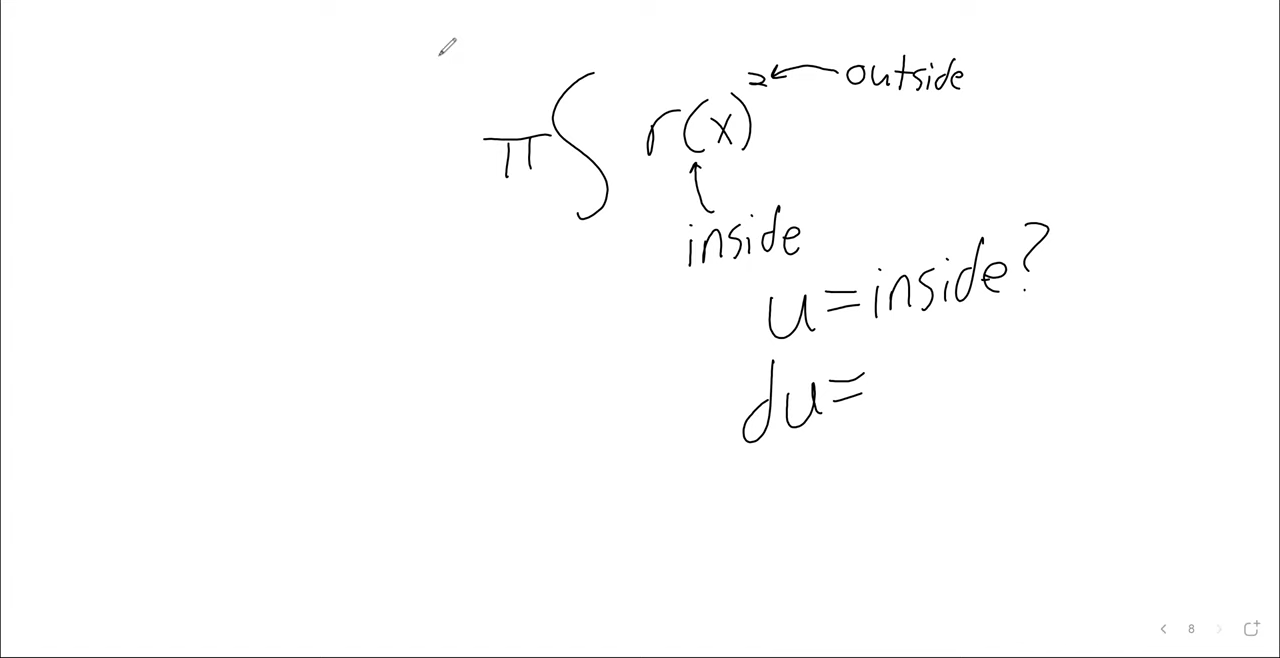 π∫ r(x)² ← outside
inside
u=inside?
du=
8